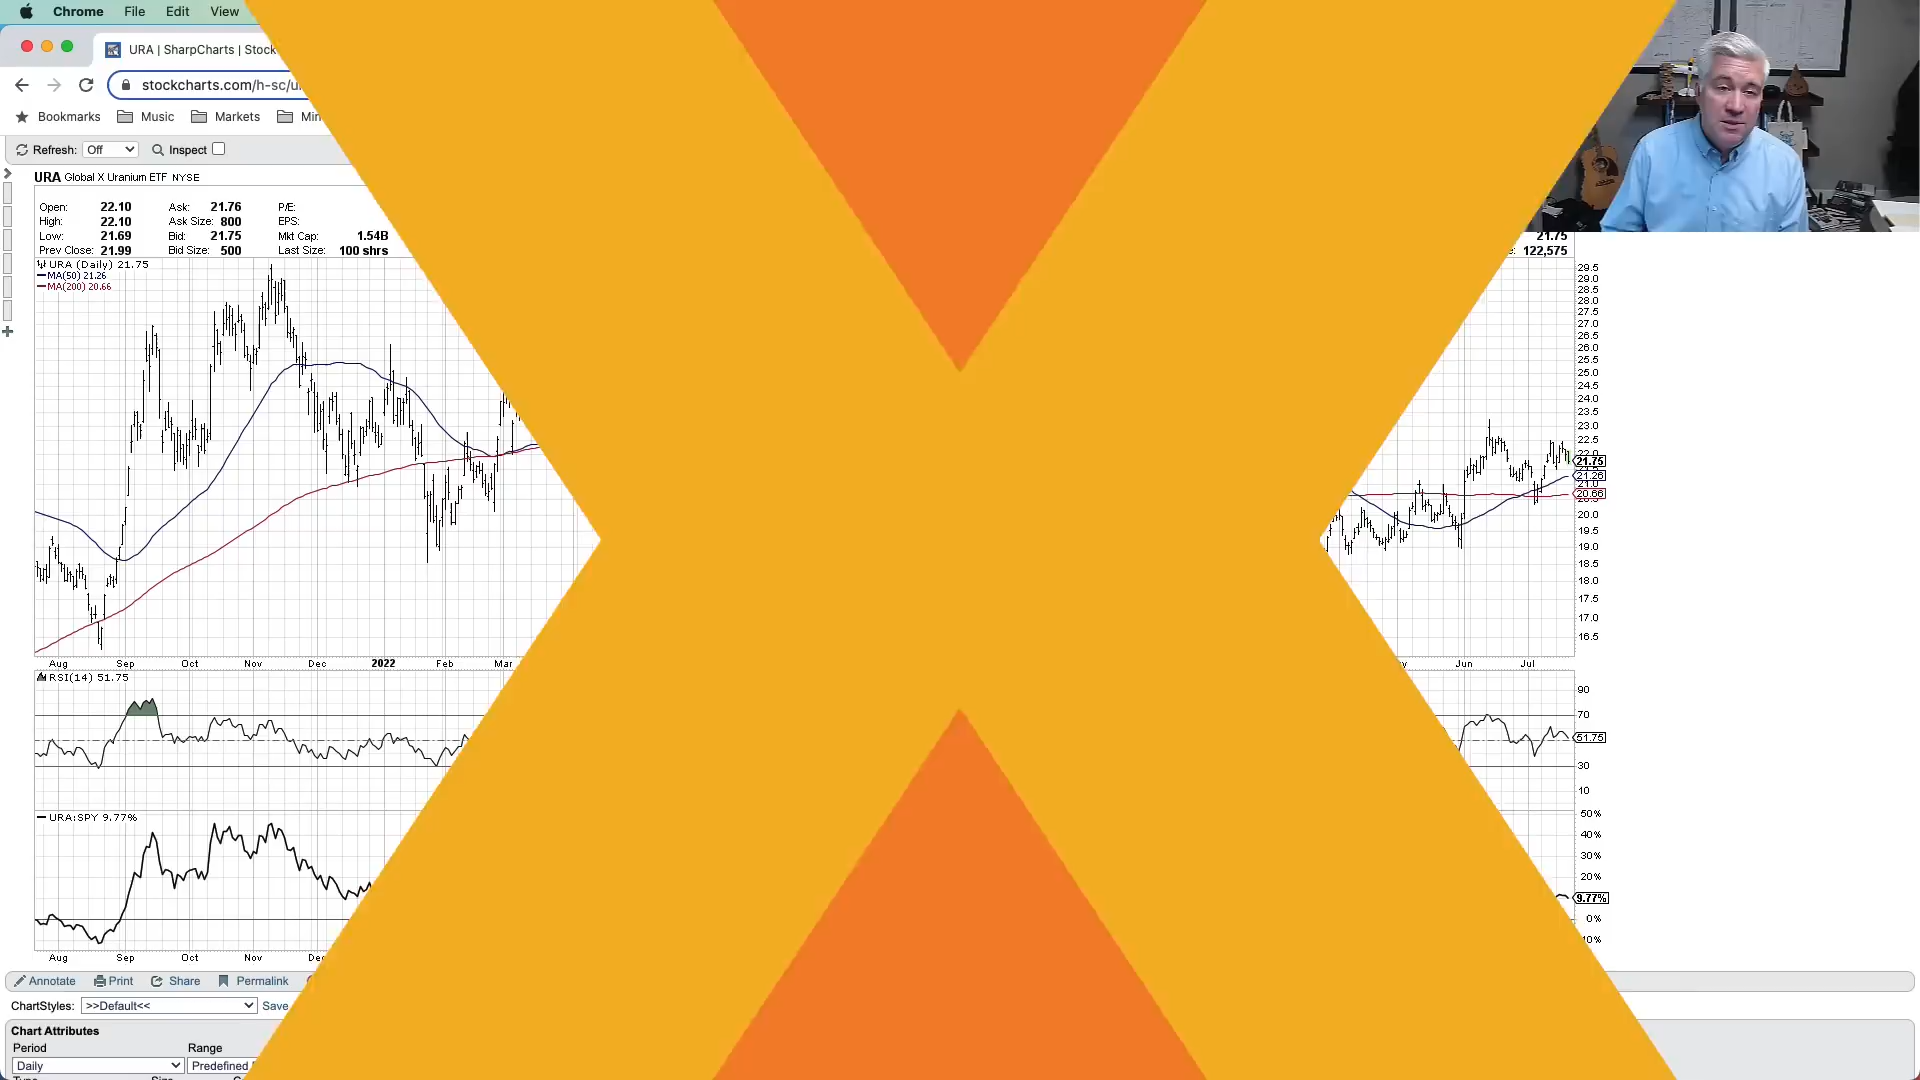 Chrome File Edit View
URA | SharpCharts | Stock
stockcharts.com/h-sc/u
Bookmarks Music Markets
Refresh: Off Inspect
URA Global X Uranium ETF NYSE
Open: 22.10 Ask: 21.76 P/E:
High: 22.10 Ask Size: 800 EPS:
Low: 21.69 Bid: 21.75 Mkt Cap: 1.54B 21.75
Prev Close: 21.99 Bid Size: 500 Last Size: 100 shrs 122,575
URA (Daily) 21.75
MA(50) 21.26
MA(200) 20.66
29.5
29.0
28.5
28.0
27.5
27.0
26.5
26.0
25.5
25.0
24.5
24.0
23.5
23.0
22.5
22.0
21.75
21.26
21.0
20.66
20.0
19.5
19.0
18.5
18.0
17.5
17.0
16.5
Aug Sep Oct Nov Dec 2022 Feb Mar Jun Jul
RSI(14) 51.75
90
70
51.75
30
10
URA:SPY 9.77%
50%
40%
30%
20%
9.77%
0%
Aug Sep Oct Nov
Annotate Print Share Permalink
ChartStyles: >>Default<< Save
Chart Attributes
Period Range
Daily Predefined